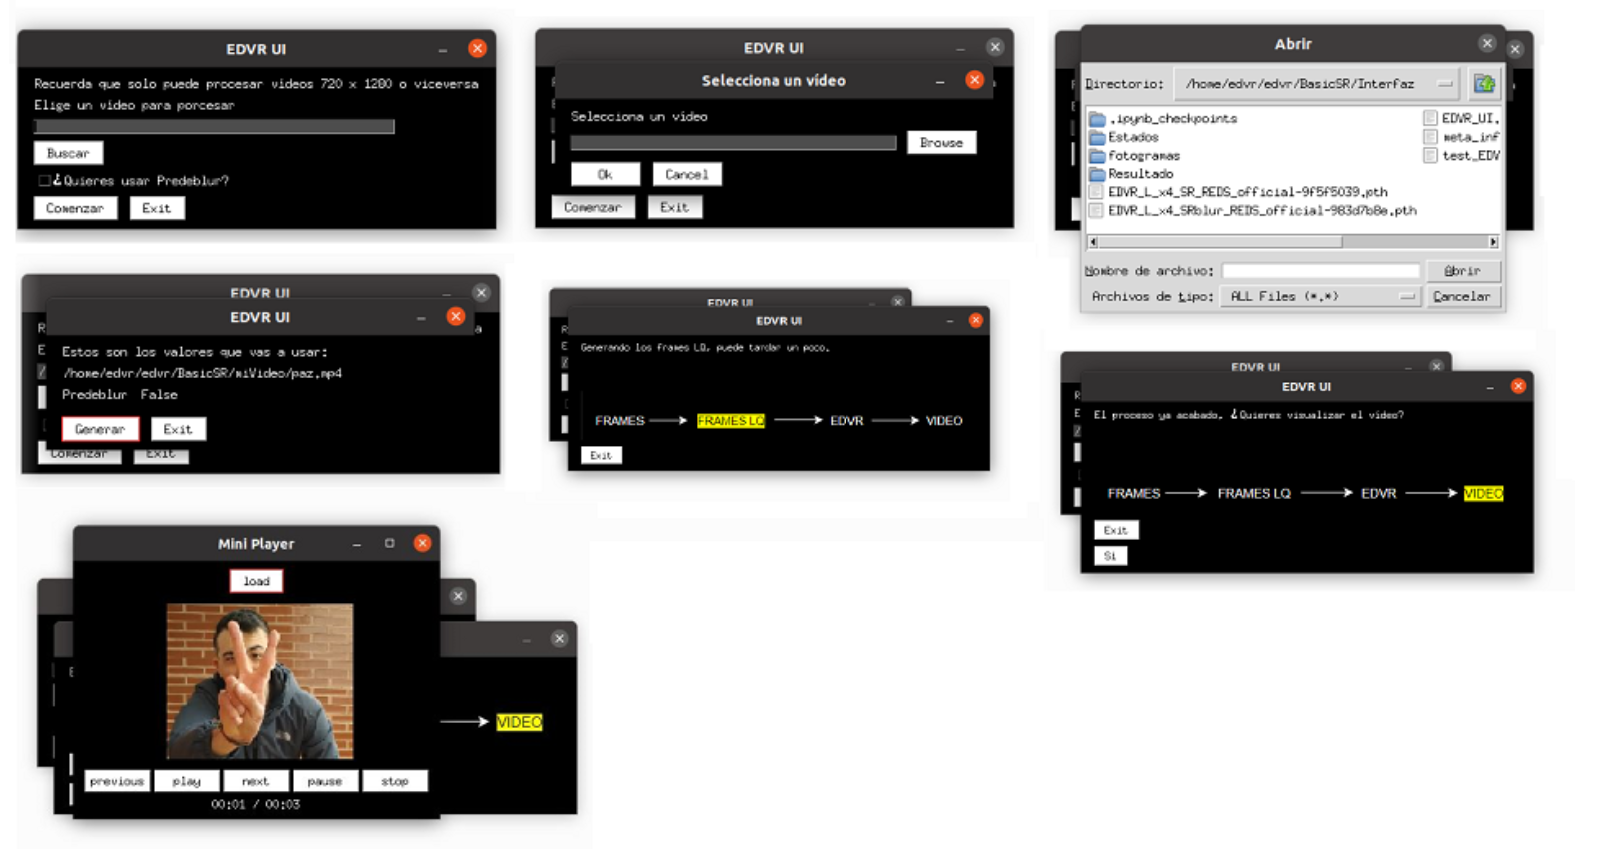 EDVR UI
Recuerda que solo puede procesar videos 720 x 1280 o viceversa
Elige un video para porcesar
Buscar
¿Quieres usar Predeblur?
Comenzar Exit
EDVR UI
Selecciona un vídeo
Selecciona un video
Browse
Ok Cancel
Comenzar Exit
Abrir
Directorio: /home/edvr/edvr/BasicSR/Interfaz
.ipynb_checkpoints
Estados
fotogramas
Resultado
EDVR_L_x4_SR_REDS_official-9f5f5039.pth
EDVR_L_x4_SRblur_REDS_official-983d7b8e.pth
EDVR_UI.
meta_inf
test_EDV
Nombre de archivo: Abrir
Archivos de tipo: ALL Files (*.*) Cancelar
EDVR UI
EDVR UI
Estos son los valores que vas a usar:
/home/edvr/edvr/BasicSR/miVideo/paz.mp4
Predeblur False
Generar Exit
Comenzar Exit
EDVR UI
EDVR UI
Generando los frames LQ, puede tardar un poco.
FRAMES FRAMES LQ EDVR VIDEO
Exit
EDVR UI
EDVR UI
El proceso ya acabado. ¿Quieres visualizar el video?
FRAMES FRAMES LQ EDVR VIDEO
Exit
Si
Mini Player
load
VIDEO
previous play next pause stop
00:01 / 00:03